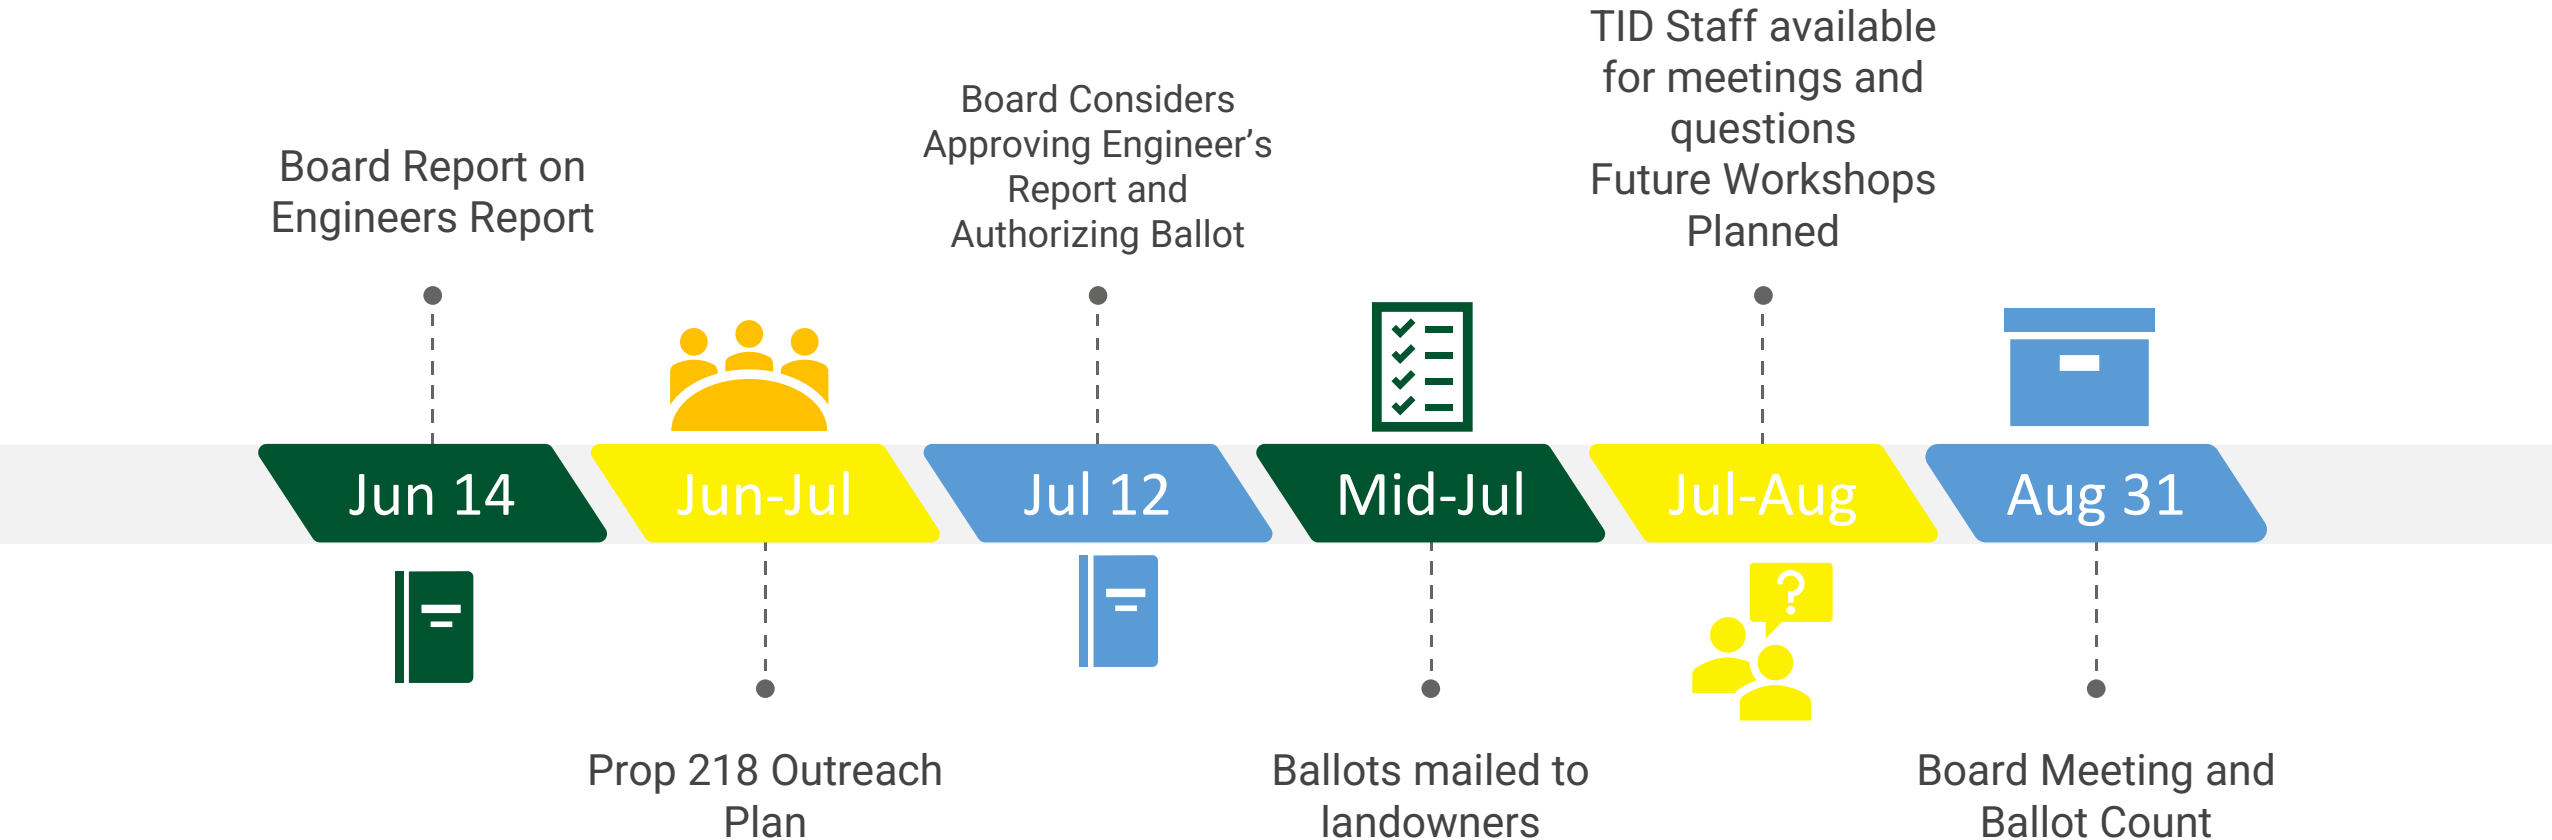 Board Report on
Engineers Report
Board Considers
Approving Engineer’s
Report and
Authorizing Ballot
TID Staff available
for meetings and
questions
Future Workshops
Planned
Jun 14
Jun-Jul
Jul 12
Mid-Jul
Jul-Aug
Aug 31
?
Prop 218 Outreach
Plan
Ballots mailed to
landowners
Board Meeting and
Ballot Count